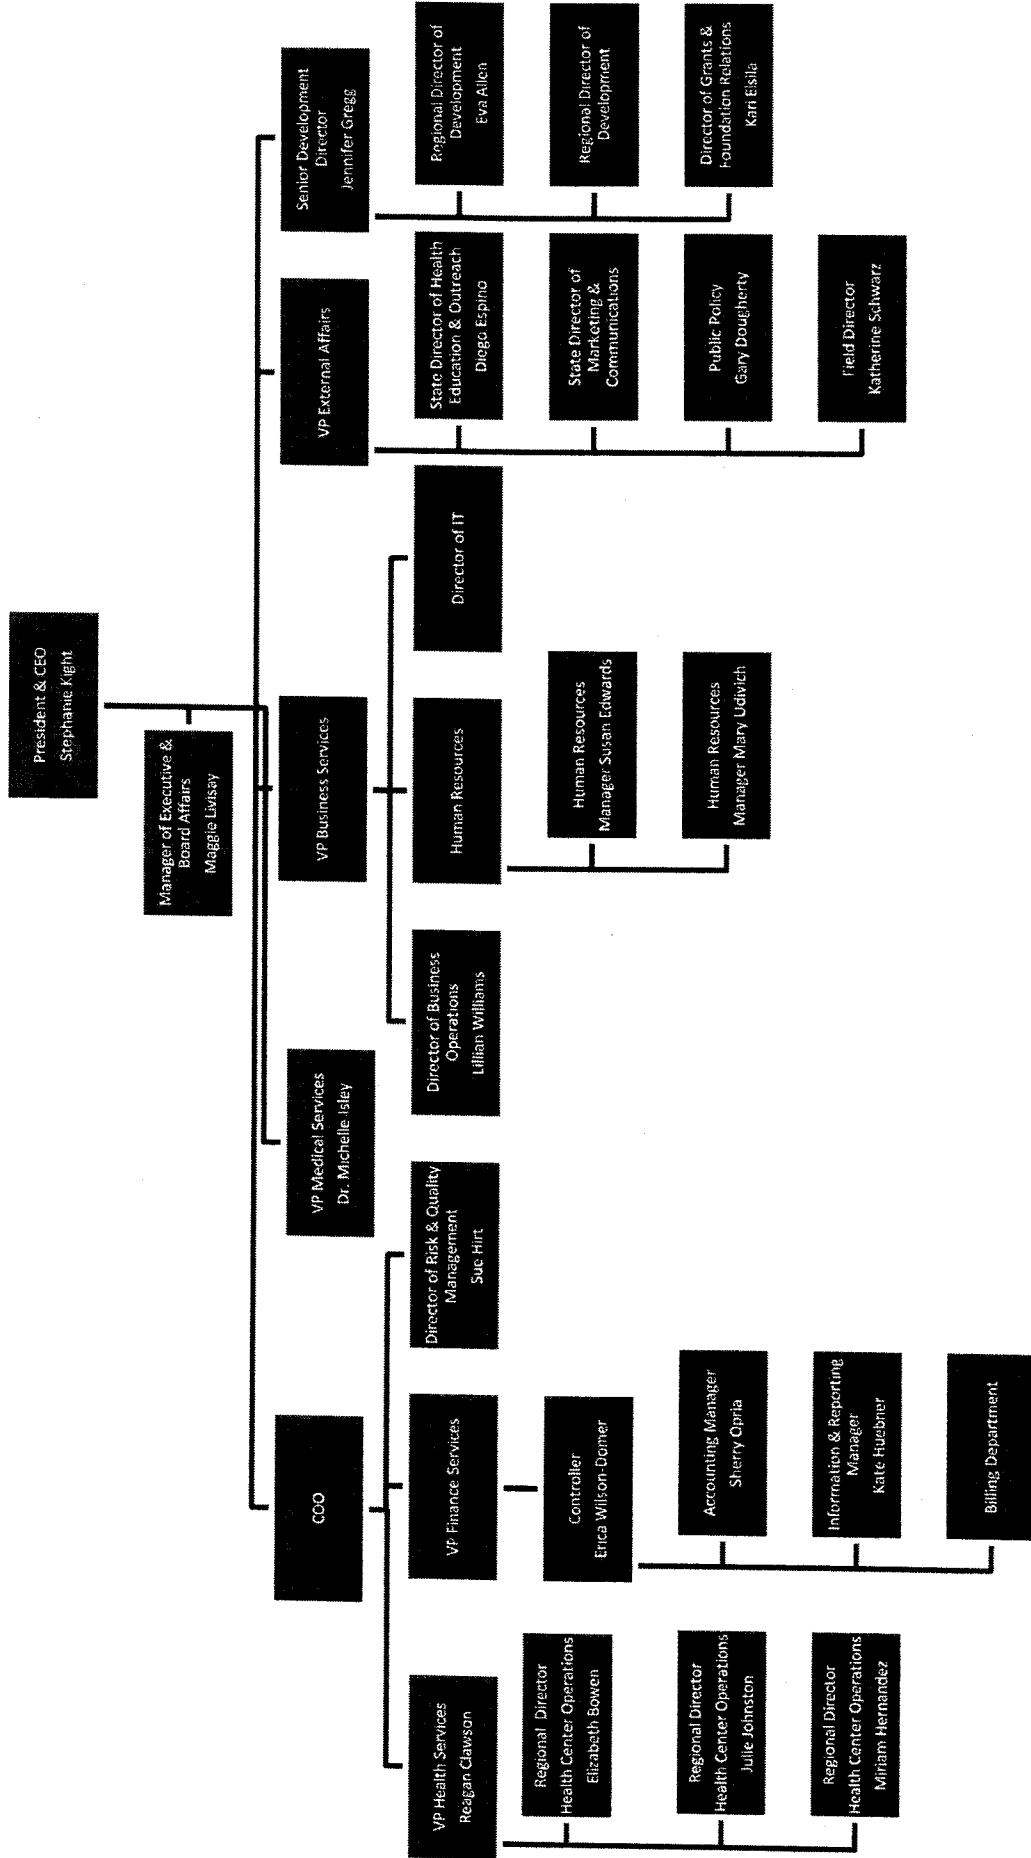 President & CEO
Stephanie Kight
Manager of Executive &
Board Affairs
Maggie Livisay
COO
VP Medical Services
Dr. Michelle Isley
VP Business Services
VP External Affairs
Senior Development
Director
Jennifer Gregg
VP Health Services
Reagan Clawson
Regional Director
Health Center Operations
Elizabeth Bowen
Regional Director
Health Center Operations
Julie Johnston
Regional Director
Health Center Operations
Miriam Hernandez
VP Finance Services
Controller
Erica Wilson-Domer
Accounting Manager
Sherry Opria
Information & Reporting
Manager
Kate Huebner
Billing Department
Director of Risk & Quality
Management
Sue Hirt
Director of Business
Operations
Lillian Williams
Human Resources
Human Resources
Manager Susan Edwards
Human Resources
Manager Mary Udivich
Director of IT
State Director of Health
Education & Outreach
Diego Espino
State Director of
Marketing &
Communications
Public Policy
Gary Dougherty
Field Director
Katherine Schwarz
Regional Director of
Development
Eva Allen
Regional Director of
Development
Director of Grants &
Foundation Relations
Kari Elsila